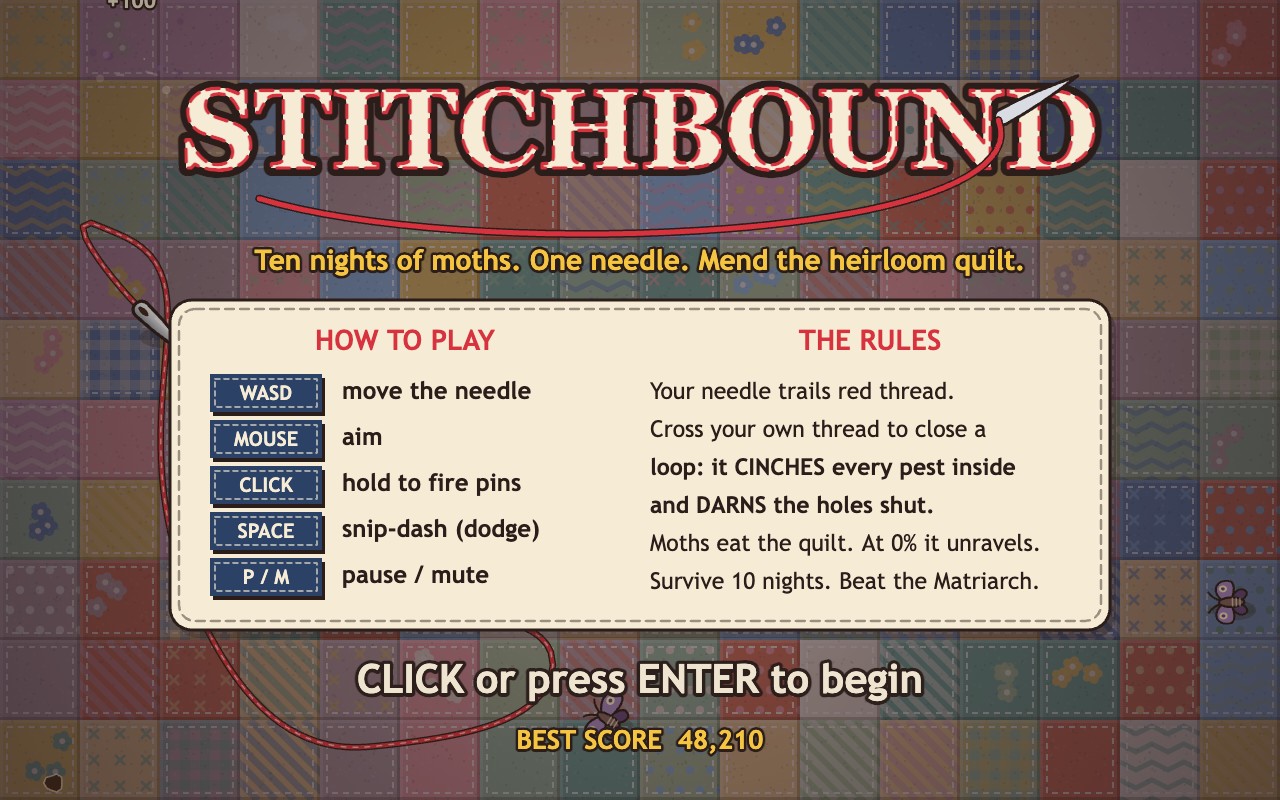 +100
STITCHBOUND
Ten nights of moths. One needle. Mend the heirloom quilt.
HOW TO PLAY
WASD move the needle
MOUSE aim
CLICK hold to fire pins
SPACE snip-dash (dodge)
P / M pause / mute
THE RULES
Your needle trails red thread.
Cross your own thread to close a
loop: it CINCHES every pest inside
and DARNS the holes shut.
Moths eat the quilt. At 0% it unravels.
Survive 10 nights. Beat the Matriarch.
CLICK or press ENTER to begin
BEST SCORE 48,210